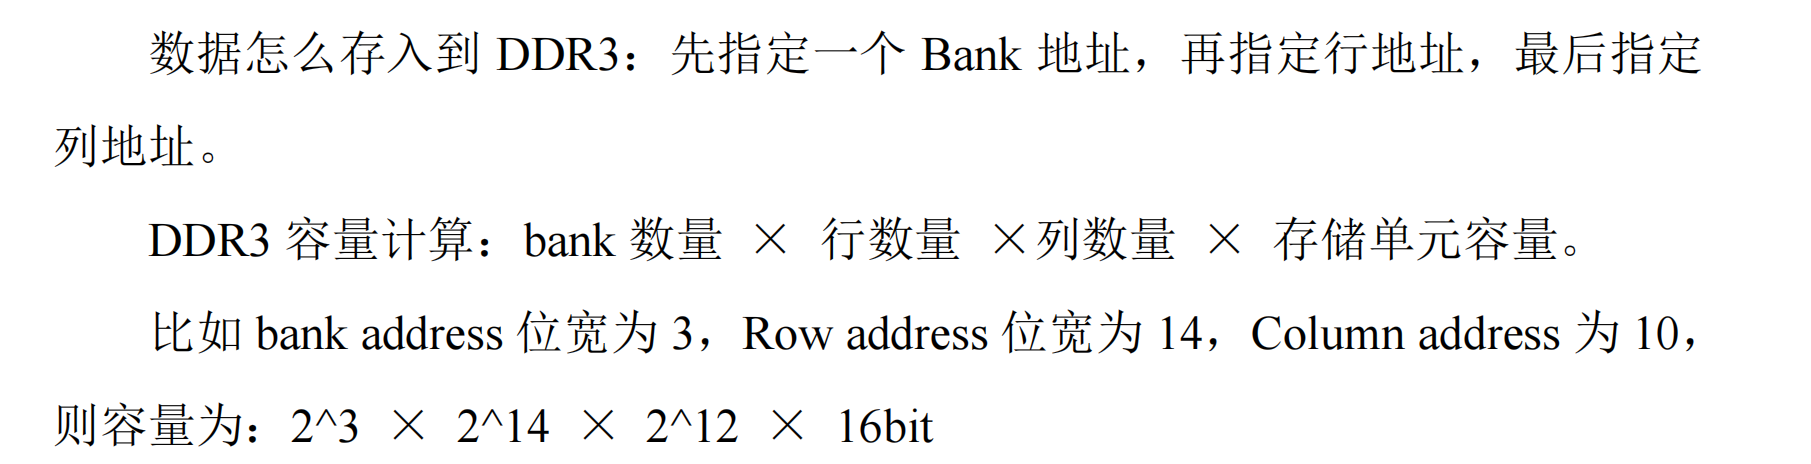 数据怎么存入到 DDR3：先指定一个 Bank 地址，再指定行地址，最后指定
列地址。
DDR3 容量计算：bank 数量 × 行数量 ×列数量 × 存储单元容量。
比如 bank address 位宽为 3，Row address 位宽为 14，Column address 为 10，
则容量为：2^3 × 2^14 × 2^12 × 16bit